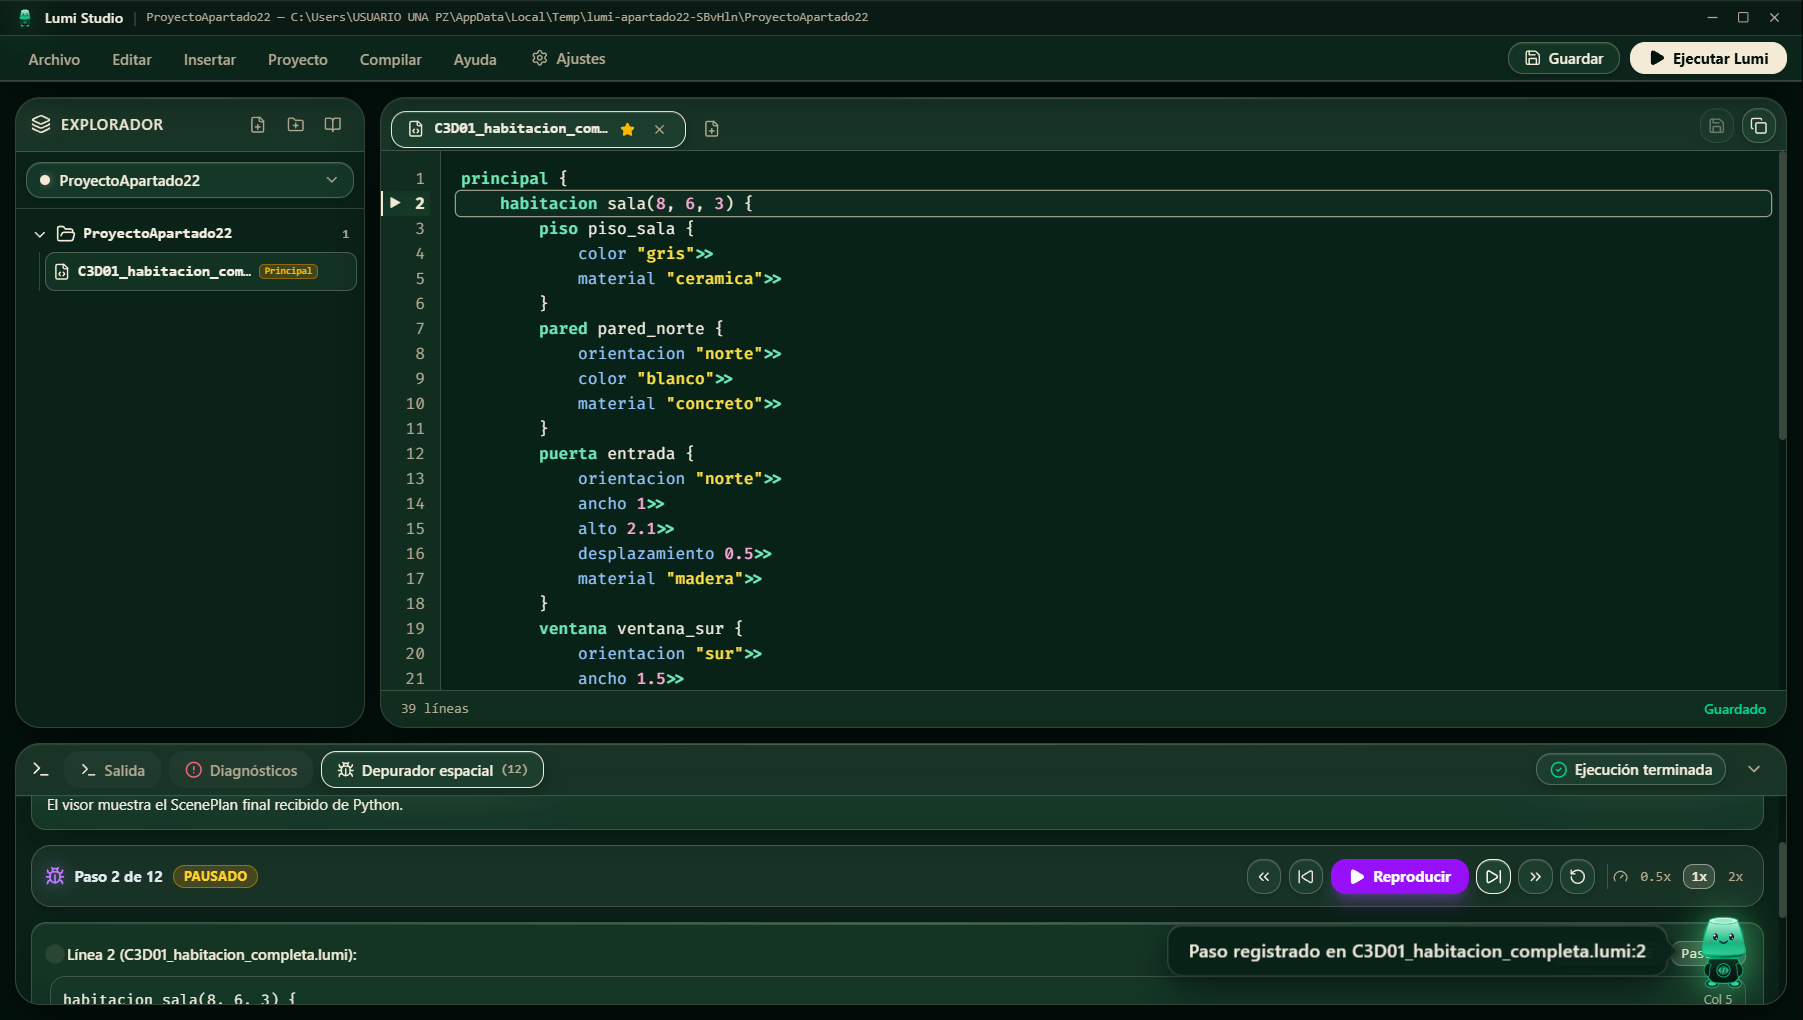 Lumi Studio | ProyectoApartado22 — C:\Users\USUARIO UNA PZ\AppData\Local\Temp\lumi-apartado22-SBvHln\ProyectoApartado22
Archivo Editar Insertar Proyecto Compilar Ayuda Ajustes Guardar Ejecutar Lumi
EXPLORADOR
ProyectoApartado22
ProyectoApartado22 1
C3D01_habitacion_com… Principal
C3D01_habitacion_com…
1 principal {
2 habitacion sala(8, 6, 3) {
3 piso piso_sala {
4 color "gris">>
5 material "ceramica">>
6 }
7 pared pared_norte {
8 orientacion "norte">>
9 color "blanco">>
10 material "concreto">>
11 }
12 puerta entrada {
13 orientacion "norte">>
14 ancho 1>>
15 alto 2.1>>
16 desplazamiento 0.5>>
17 material "madera">>
18 }
19 ventana ventana_sur {
20 orientacion "sur">>
21 ancho 1.5>>
39 líneas Guardado
Salida Diagnósticos Depurador espacial (12) Ejecución terminada
El visor muestra el ScenePlan final recibido de Python.
Paso 2 de 12 PAUSADO Reproducir 0.5x 1x 2x
Línea 2 (C3D01_habitacion_completa.lumi):
Paso registrado en C3D01_habitacion_completa.lumi:2
habitacion sala(8, 6, 3) {
Col 5